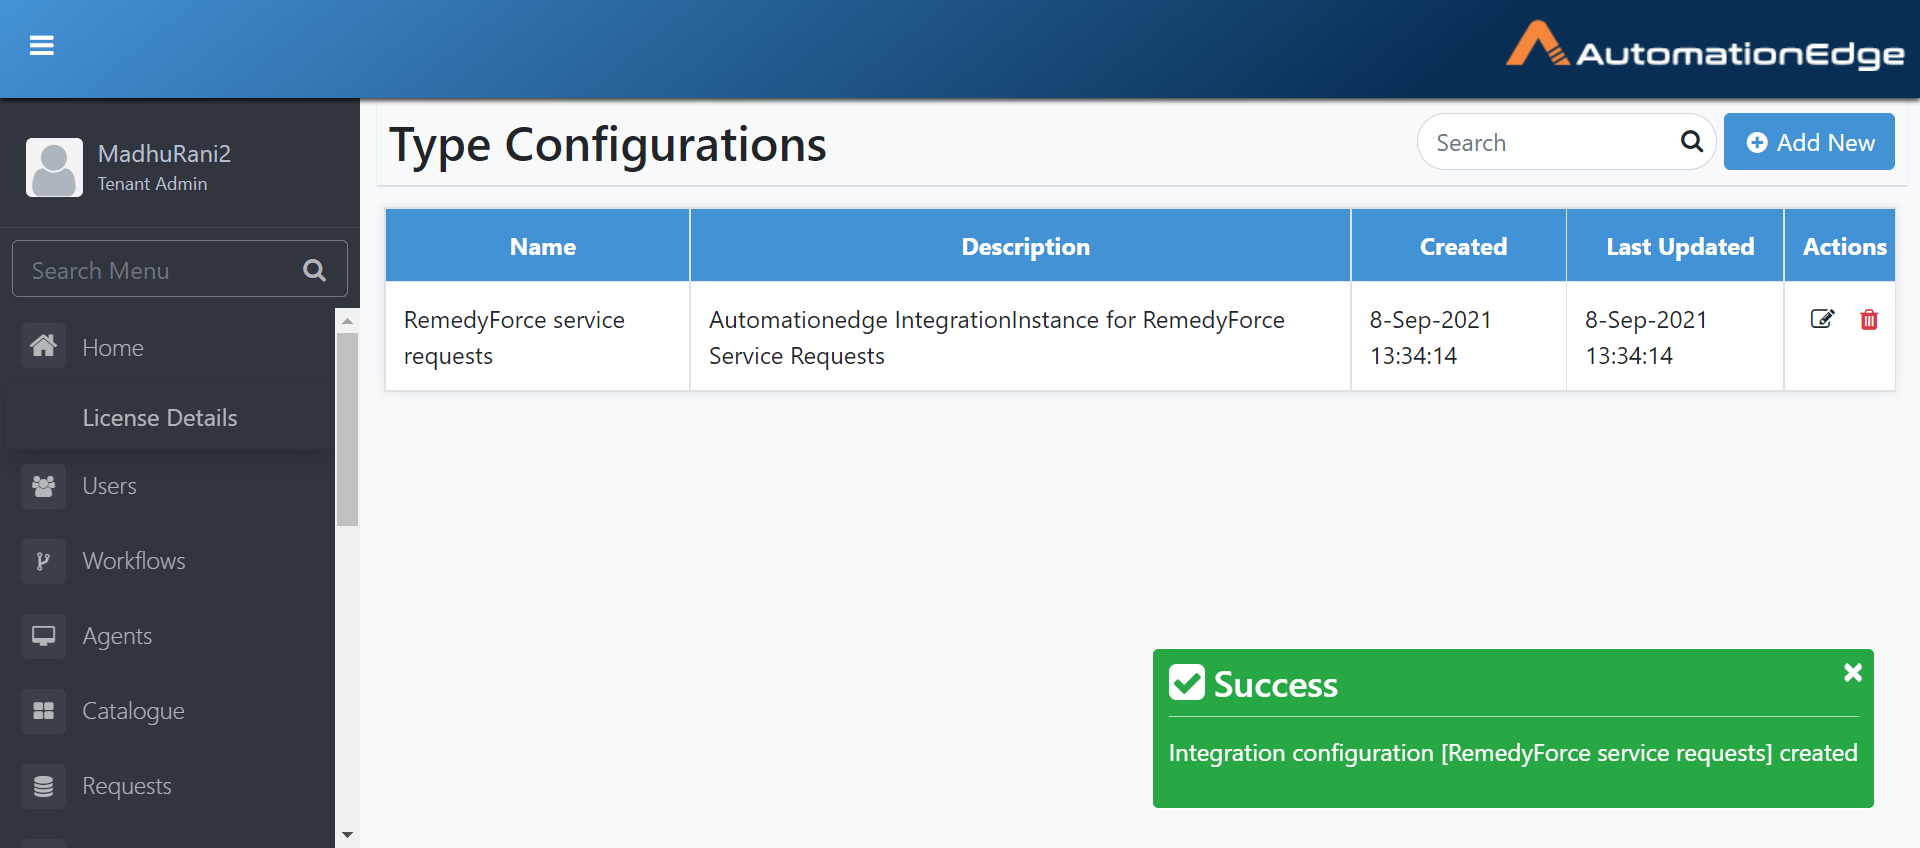 AutomationEdge
MadhuRani2
Tenant Admin
Search Menu
Home
License Details
Users
Workflows
Agents
Catalogue
Requests
Type Configurations
Search
Add New
Name Description Created Last Updated Actions
RemedyForce service Automationedge IntegrationInstance for RemedyForce 8-Sep-2021 8-Sep-2021
requests Service Requests 13:34:14 13:34:14
Success
Integration configuration [RemedyForce service requests] created